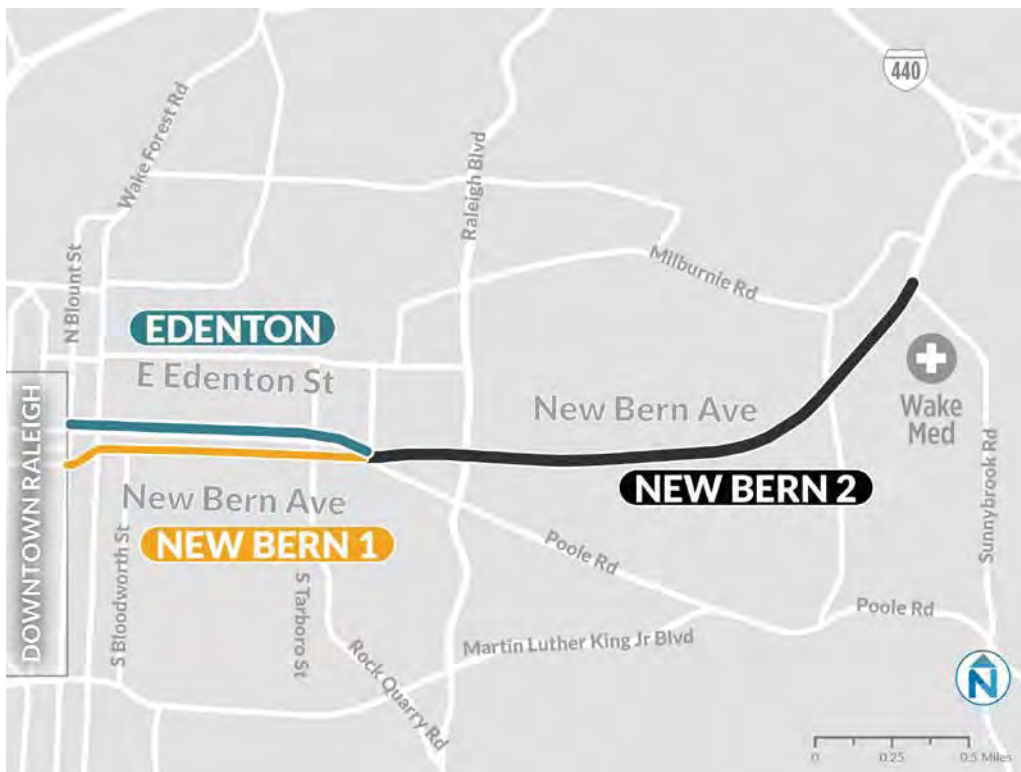 440
Wake Forest Rd
Raleigh Blvd
N Blount St
Milburnie Rd
EDENTON
E Edenton St
New Bern Ave
Wake
Med
DOWNTOWN RALEIGH
NEW BERN 2
New Bern Ave
NEW BERN 1
Sunnybrook Rd
S Bloodworth St
S Tarboro St
Poole Rd
Poole Rd
Martin Luther King Jr Blvd
Rock Quarry Rd
N
0 0.25 0.5 Miles